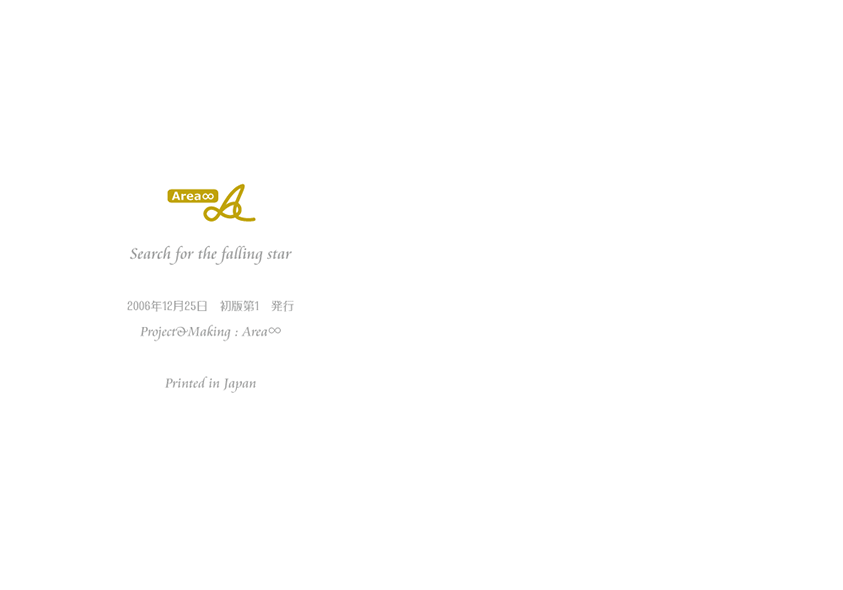 Area∞
Search for the falling star
2006年12月25日　初版第1　発行
Project&Making : Area∞
Printed in Japan